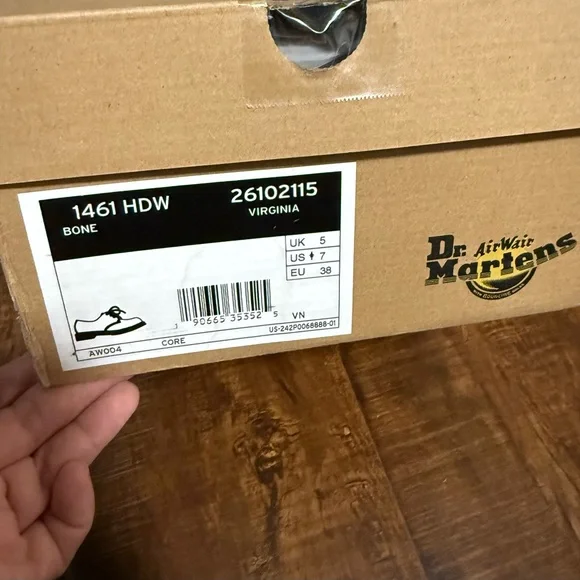 1461 HDW 26102115
BONE VIRGINIA
UK 5
US 7
EU 38
1 90665 35352 5 VN
US-242P0068888-01
AW004 CORE
Dr. AirWair
Martens